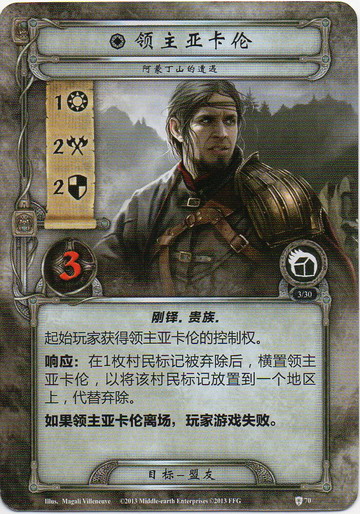 领主亚卡伦
阿蒙丁山的遭遇
1
2
2
3
3/30
刚铎. 贵族.
起始玩家获得领主亚卡伦的控制权。
响应：在1枚村民标记被弃除后，横置领主
亚卡伦，以将该村民标记放置到一个地区
上，代替弃除。
如果领主亚卡伦离场，玩家游戏失败。
目标–盟友
Illus. Magali Villeneuve ©2013 Middle-earth Enterprises ©2013 FFG 70